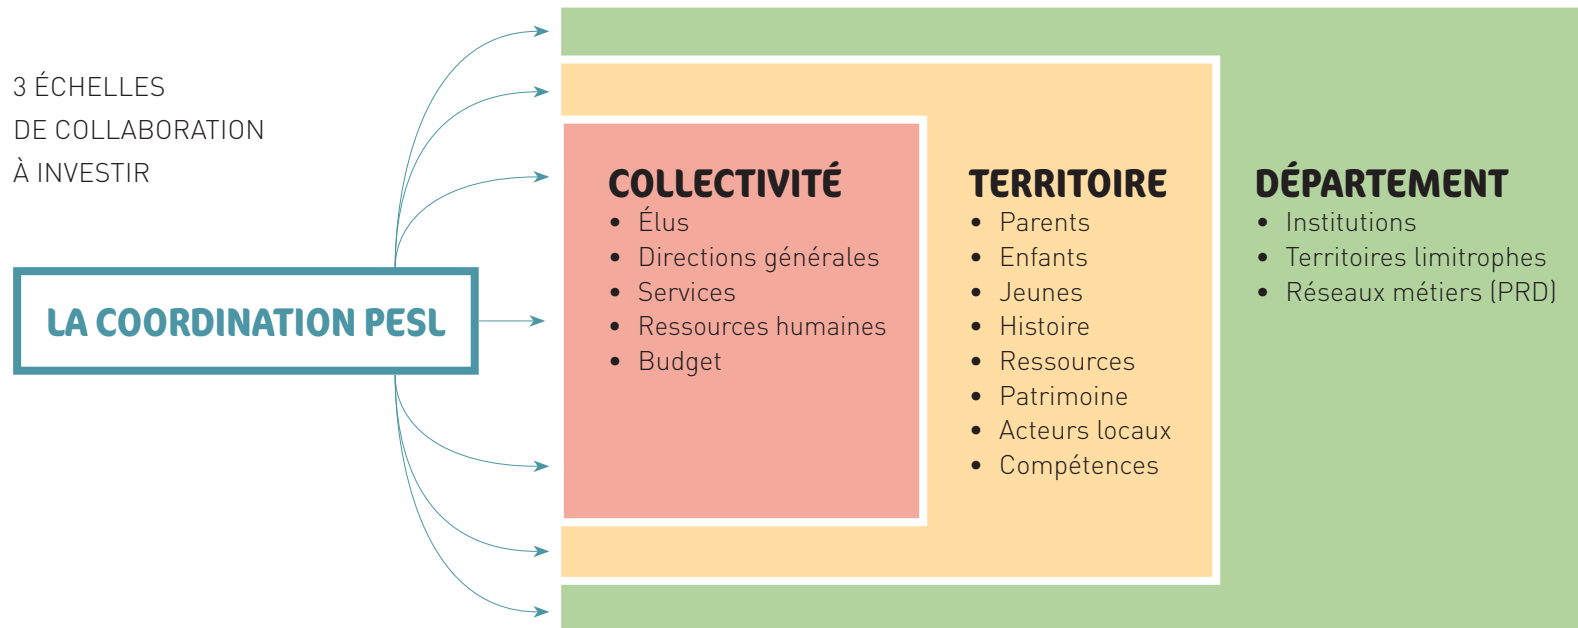 3 ÉCHELLES
DE COLLABORATION
À INVESTIR
LA COORDINATION PESL
COLLECTIVITÉ
• Élus
• Directions générales
• Services
• Ressources humaines
• Budget
TERRITOIRE
• Parents
• Enfants
• Jeunes
• Histoire
• Ressources
• Patrimoine
• Acteurs locaux
• Compétences
DÉPARTEMENT
• Institutions
• Territoires limitrophes
• Réseaux métiers (PRD)